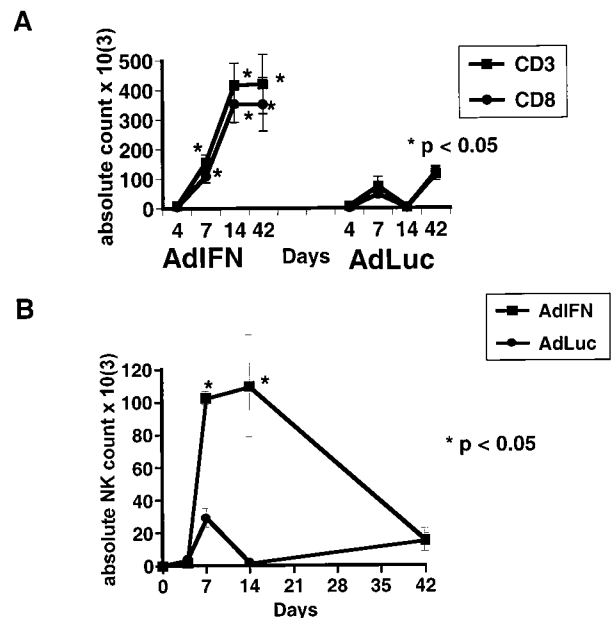 A
absolute count x 10(3)
500
400
300
200
100
0
* * * * * *
4 7 14 42 4 7 14 42
AdIFN Days AdLuc
CD3
CD8
* p < 0.05
B
absolute NK count x 10(3)
120
100
80
60
40
20
0
* *
0 7 14 21 28 35 42
Days
AdIFN
AdLuc
* p < 0.05